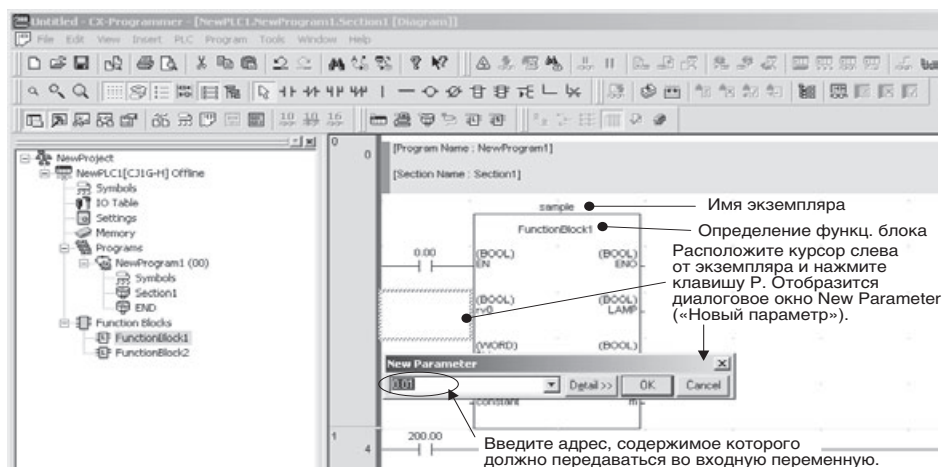 Untitled - CX-Programmer - [NewPLC1.NewProgram1.Section1 [Diagram]]
File Edit View Insert PLC Program Tools Window Help
NewProject
NewPLC1[CJ1G-H] Offline
Symbols
IO Table
Settings
Memory
Programs
NewProgram1 (00)
Symbols
Section1
END
Function Blocks
FunctionBlock1
FunctionBlock2
0
0
[Program Name : NewProgram1]
[Section Name : Section1]
sample
Имя экземпляра
FunctionBlock1
Определение функц. блока
0.00
(BOOL)
EN
(BOOL)
ENO
Расположите курсор слева
от экземпляра и нажмите
клавишу P. Отобразится
диалоговое окно New Parameter
(«Новый параметр»).
(BOOL)
(BOOL)
LAMP
(WORD)
(BOOL)
New Parameter
0.01
Detail >>
OK
Cancel
constant
1
4
200.00
Введите адрес, содержимое которого
должно передаваться во входную переменную.